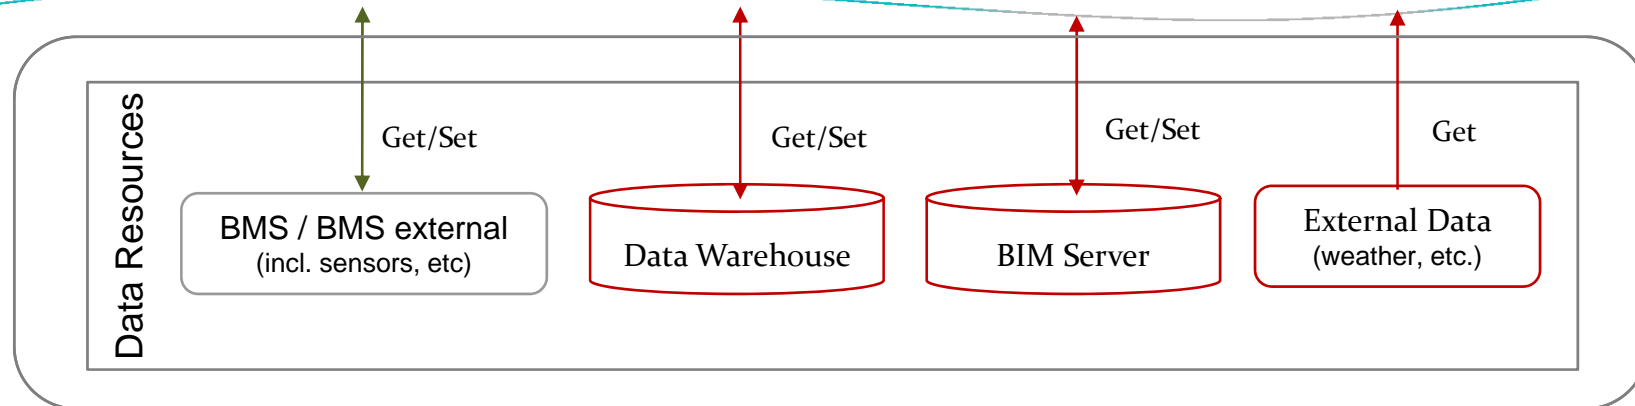 Data Resources
Get/Set
Get/Set
Get/Set
Get
BMS / BMS external
(incl. sensors, etc)
Data Warehouse
BIM Server
External Data
(weather, etc.)